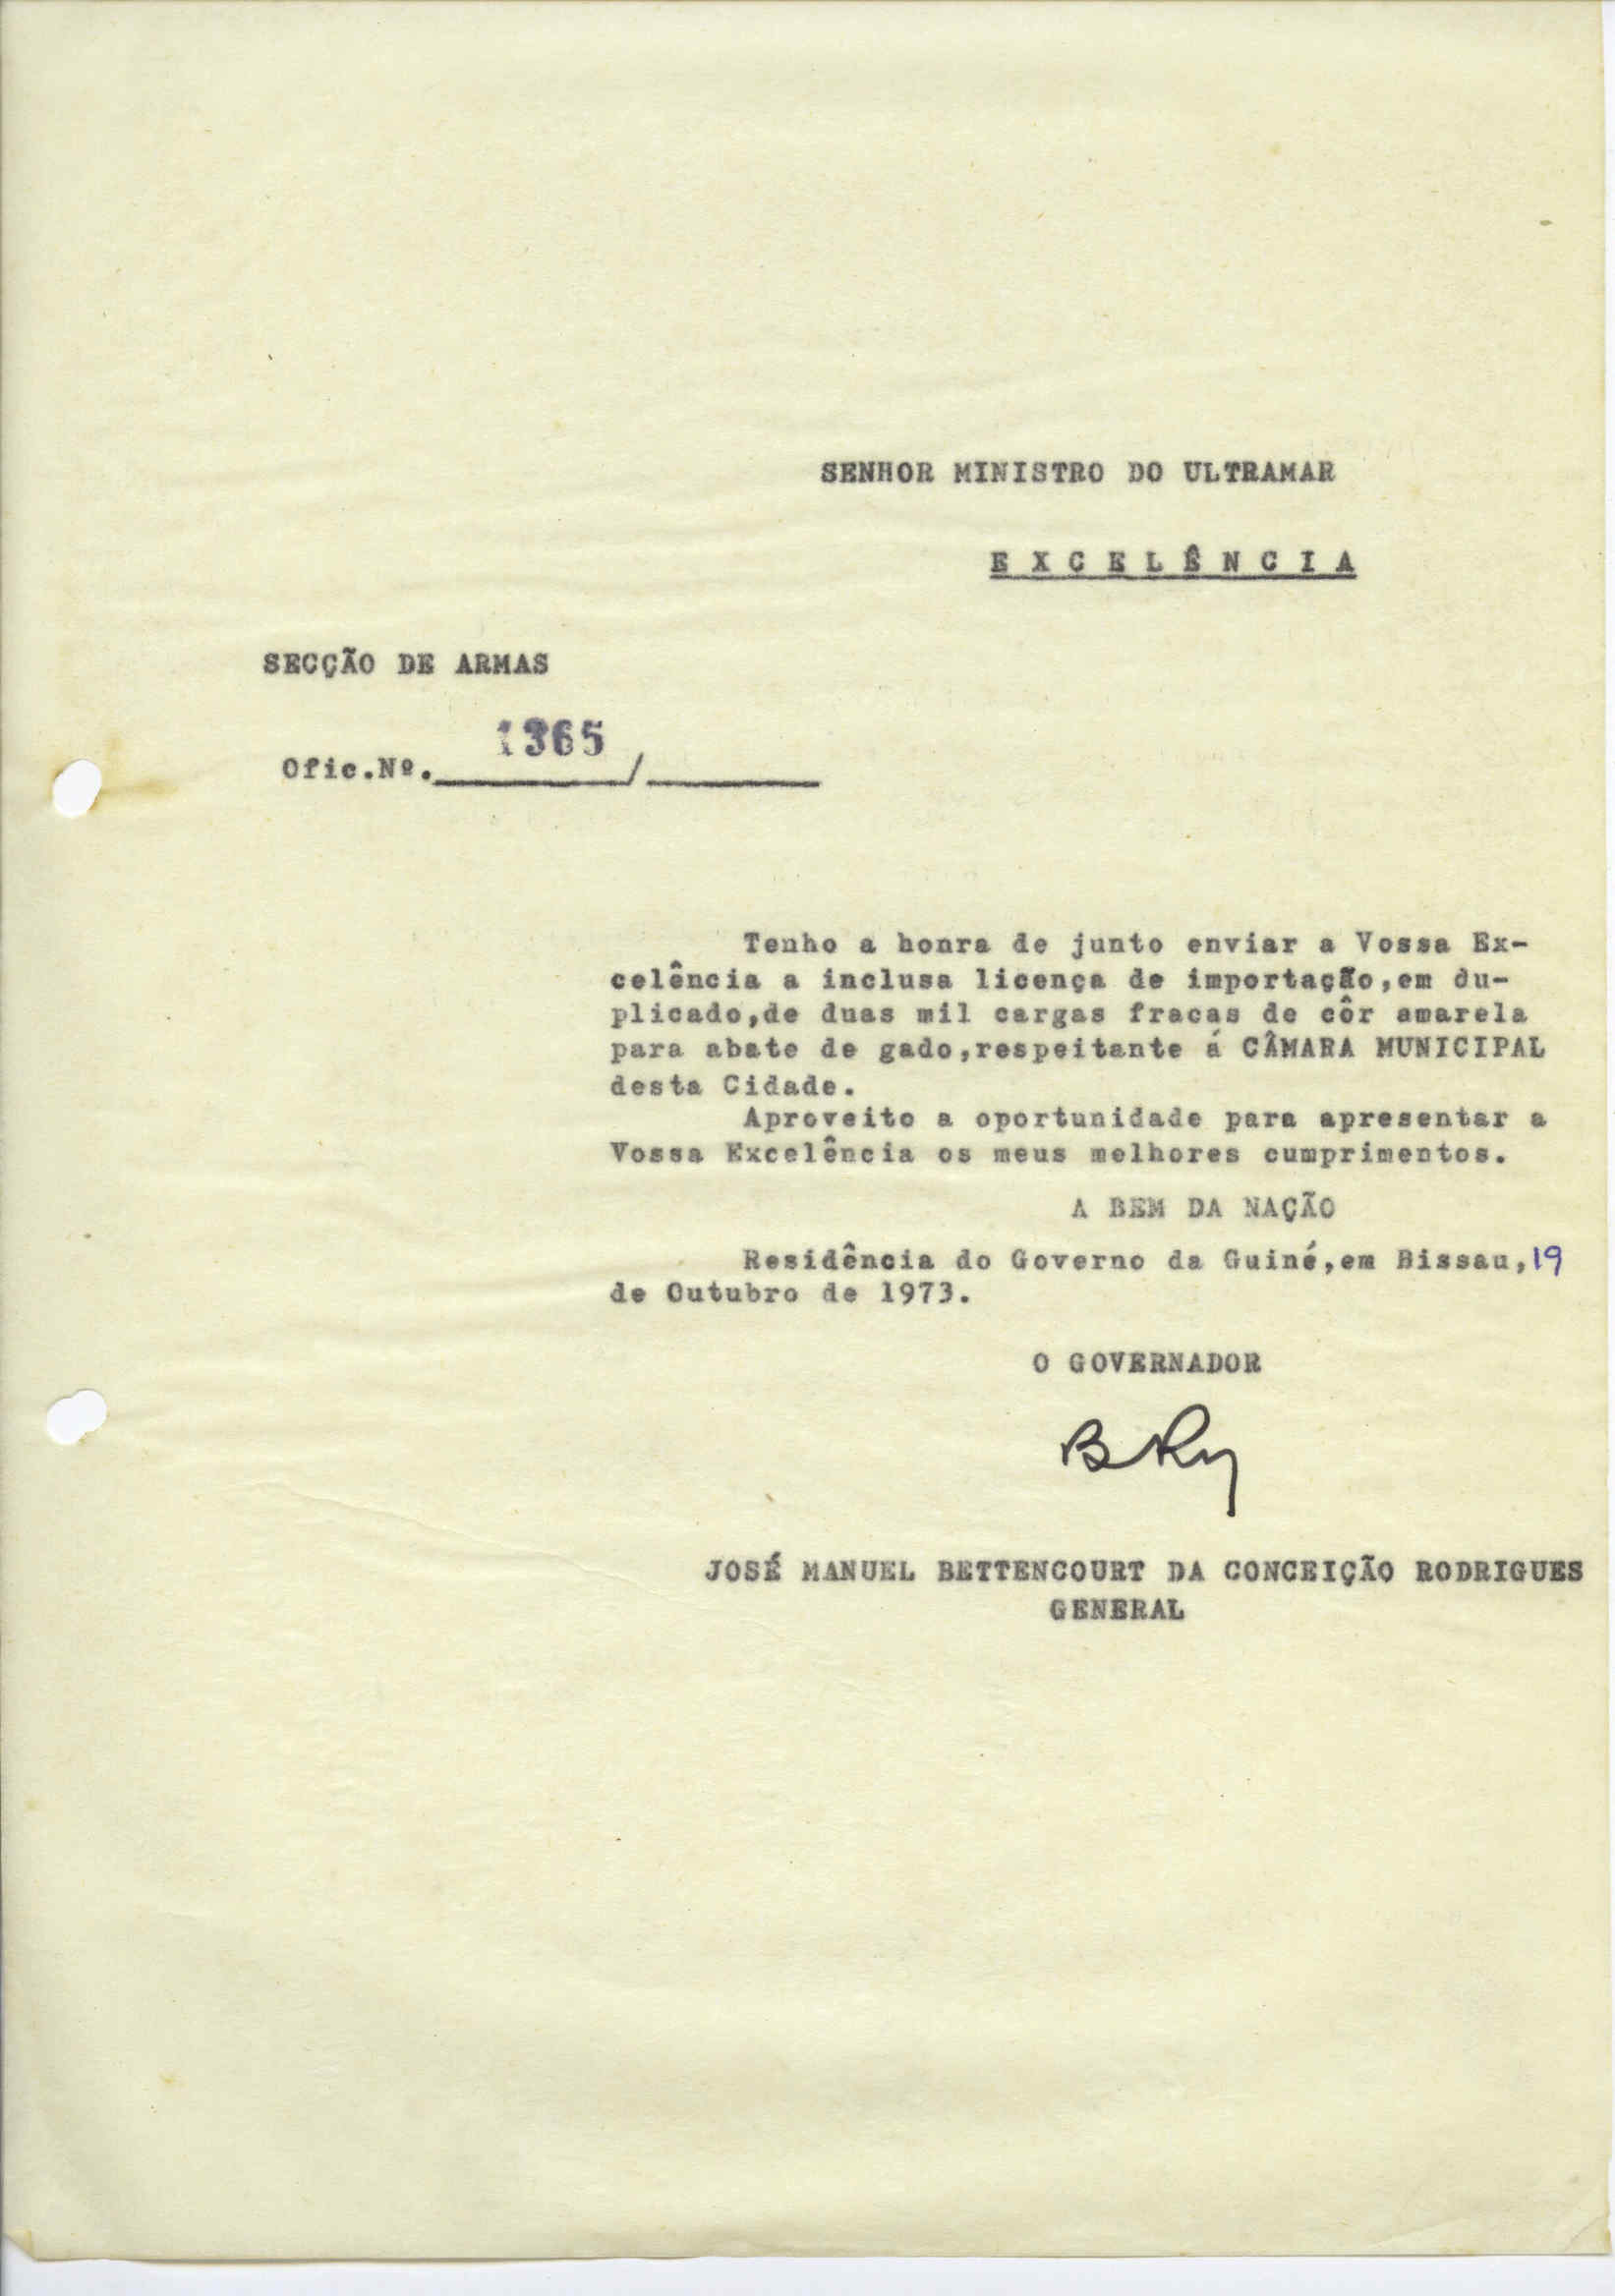 SENHOR MINISTRO DO ULTRAMAR
EXCELÊNCIA
SECÇÃO DE ARMAS
1365
Ofic.Nº.__________/__________
Tenho a honra de junto enviar a Vossa Ex-
celência a inclusa licença de importação,em du-
plicado,de duas mil cargas fracas de côr amarela
para abate de gado,respeitante á CÂMARA MUNICIPAL
desta Cidade.
Aproveito a oportunidade para apresentar a
Vossa Excelência os meus melhores cumprimentos.
A BEM DA NAÇÃO
Residência do Governo da Guiné,em Bissau,19
de Outubro de 1973.
O GOVERNADOR
JOSÉ MANUEL BETTENCOURT DA CONCEIÇÃO RODRIGUES
GENERAL